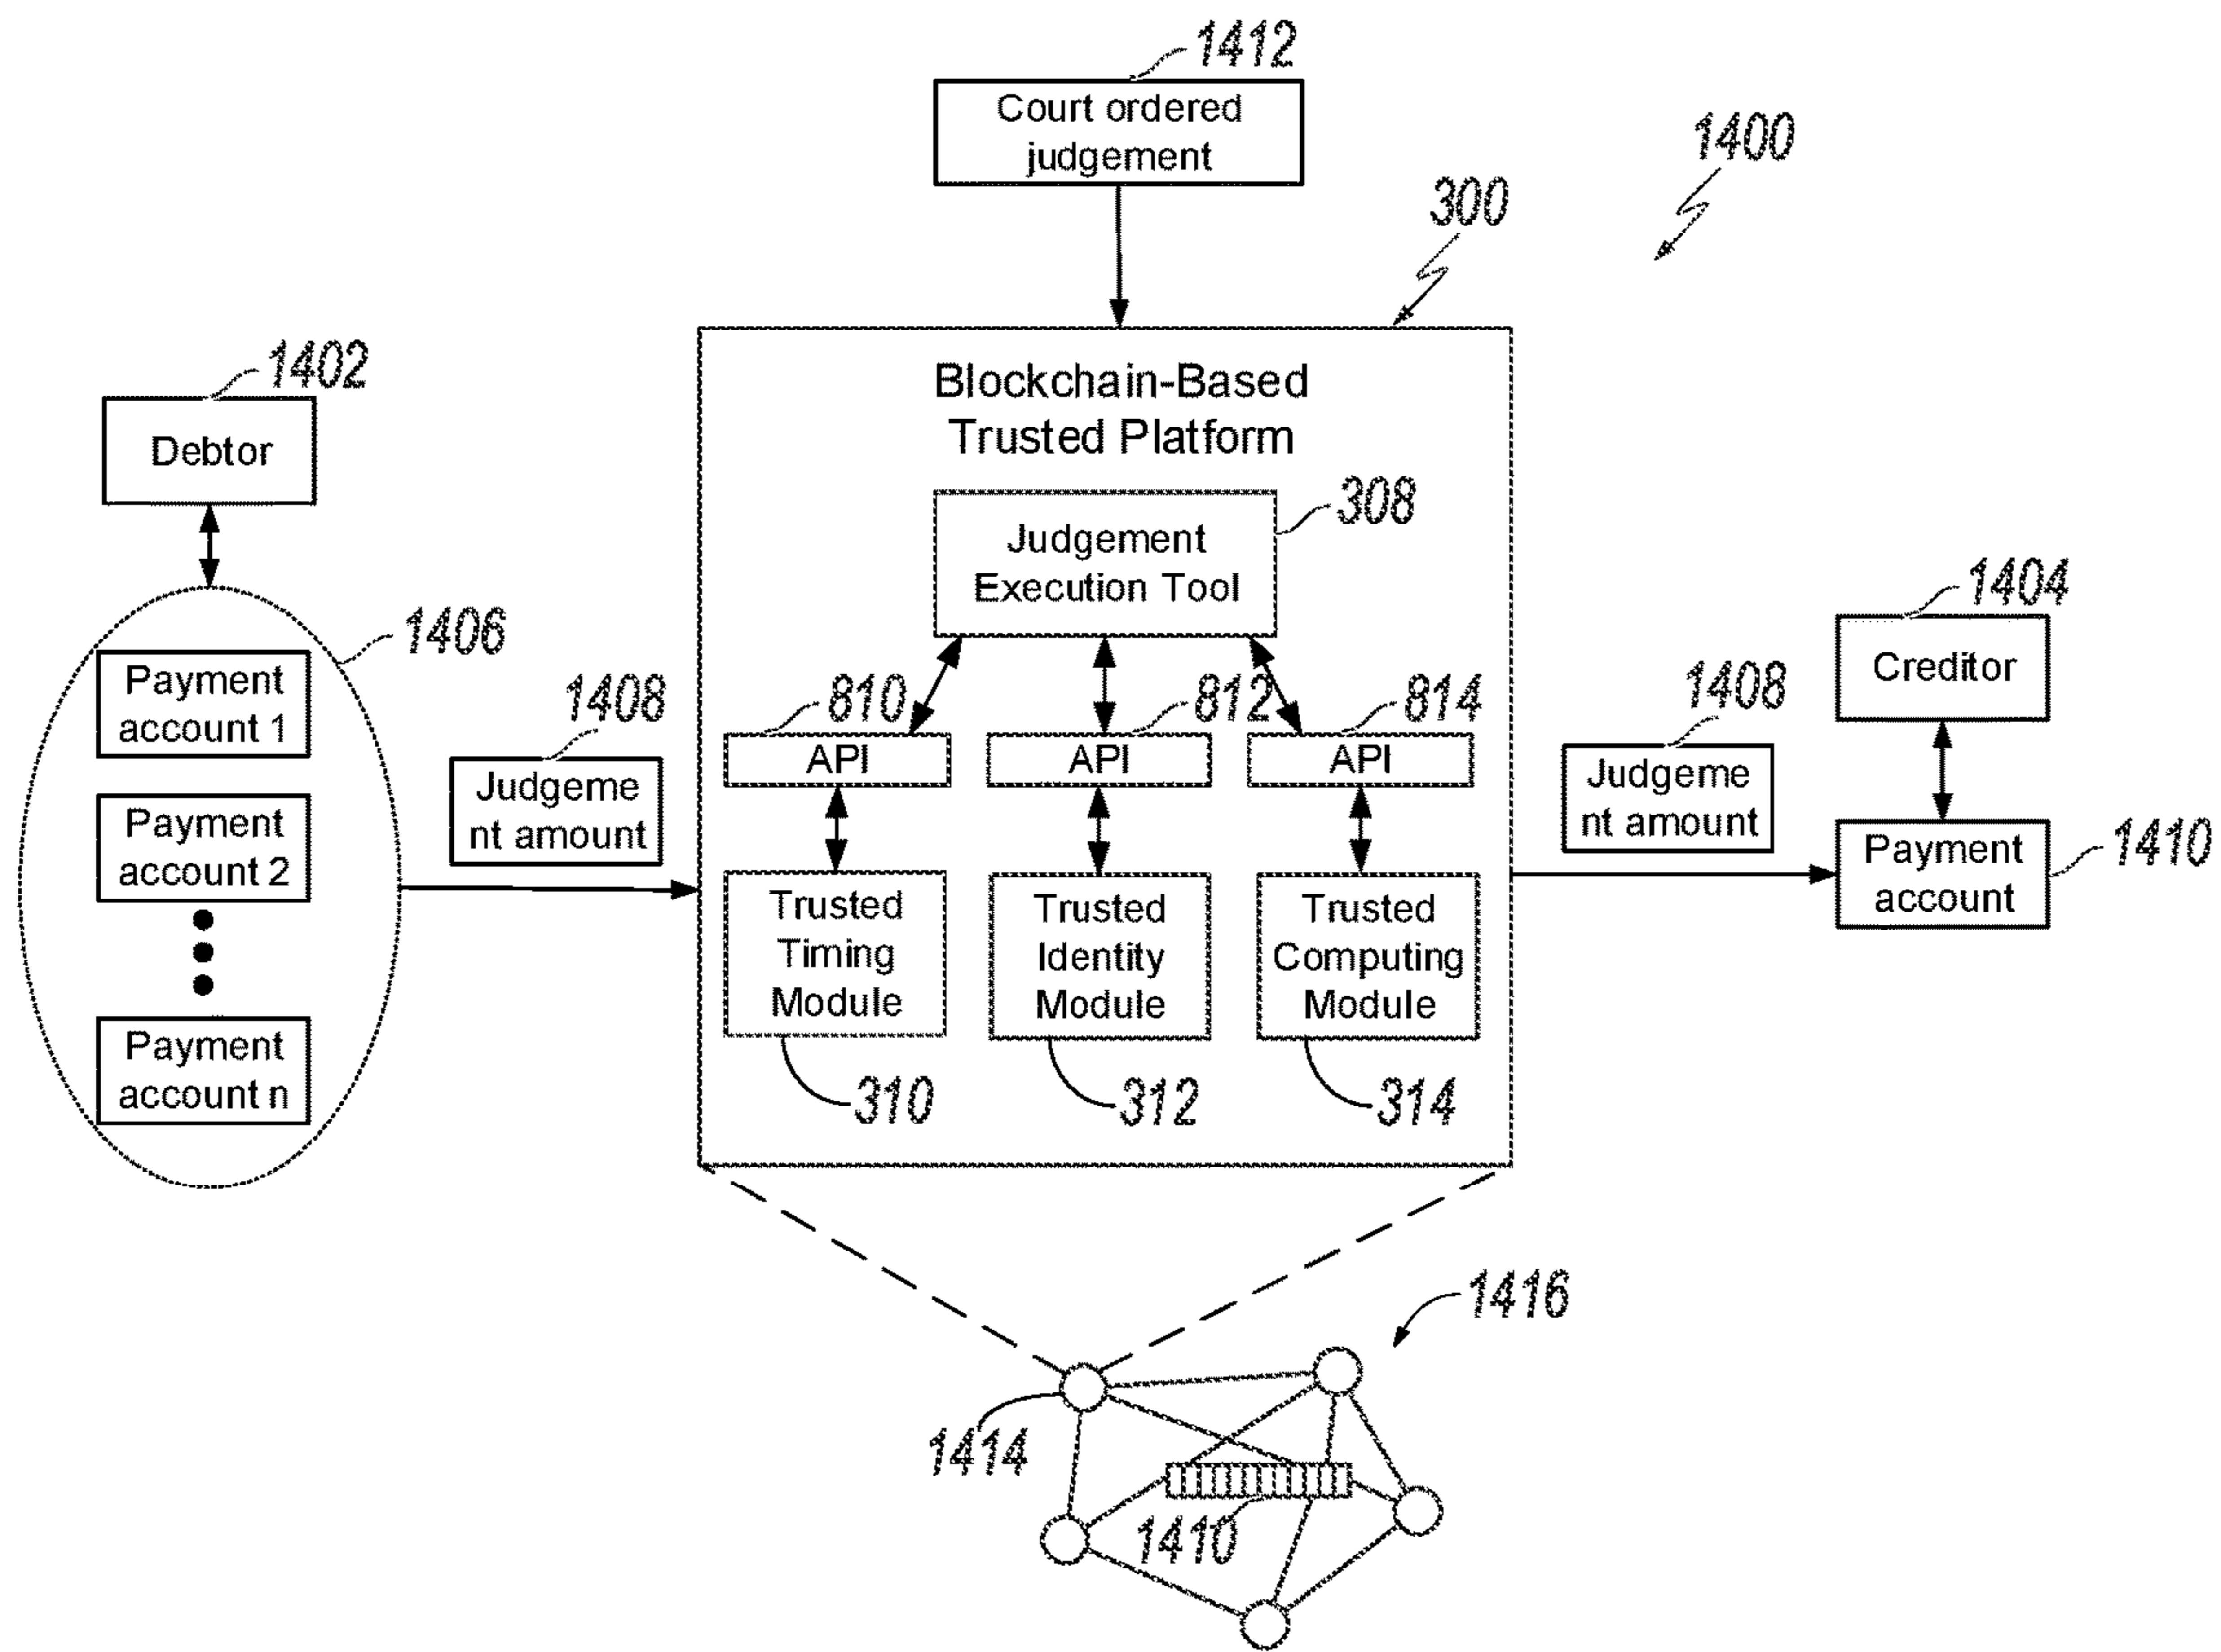 1412
Court ordered
judgement
1400
300
Blockchain-Based
Trusted Platform
1402
Debtor
308
Judgement
Execution Tool
1406
Payment
account 1
Payment
account 2
Payment
account n
1408
Judgeme
nt amount
810
API
812
API
814
API
Trusted
Timing
Module
310
Trusted
Identity
Module
312
Trusted
Computing
Module
314
1404
Creditor
1408
Judgeme
nt amount
Payment
account
1410
1416
1414
1410